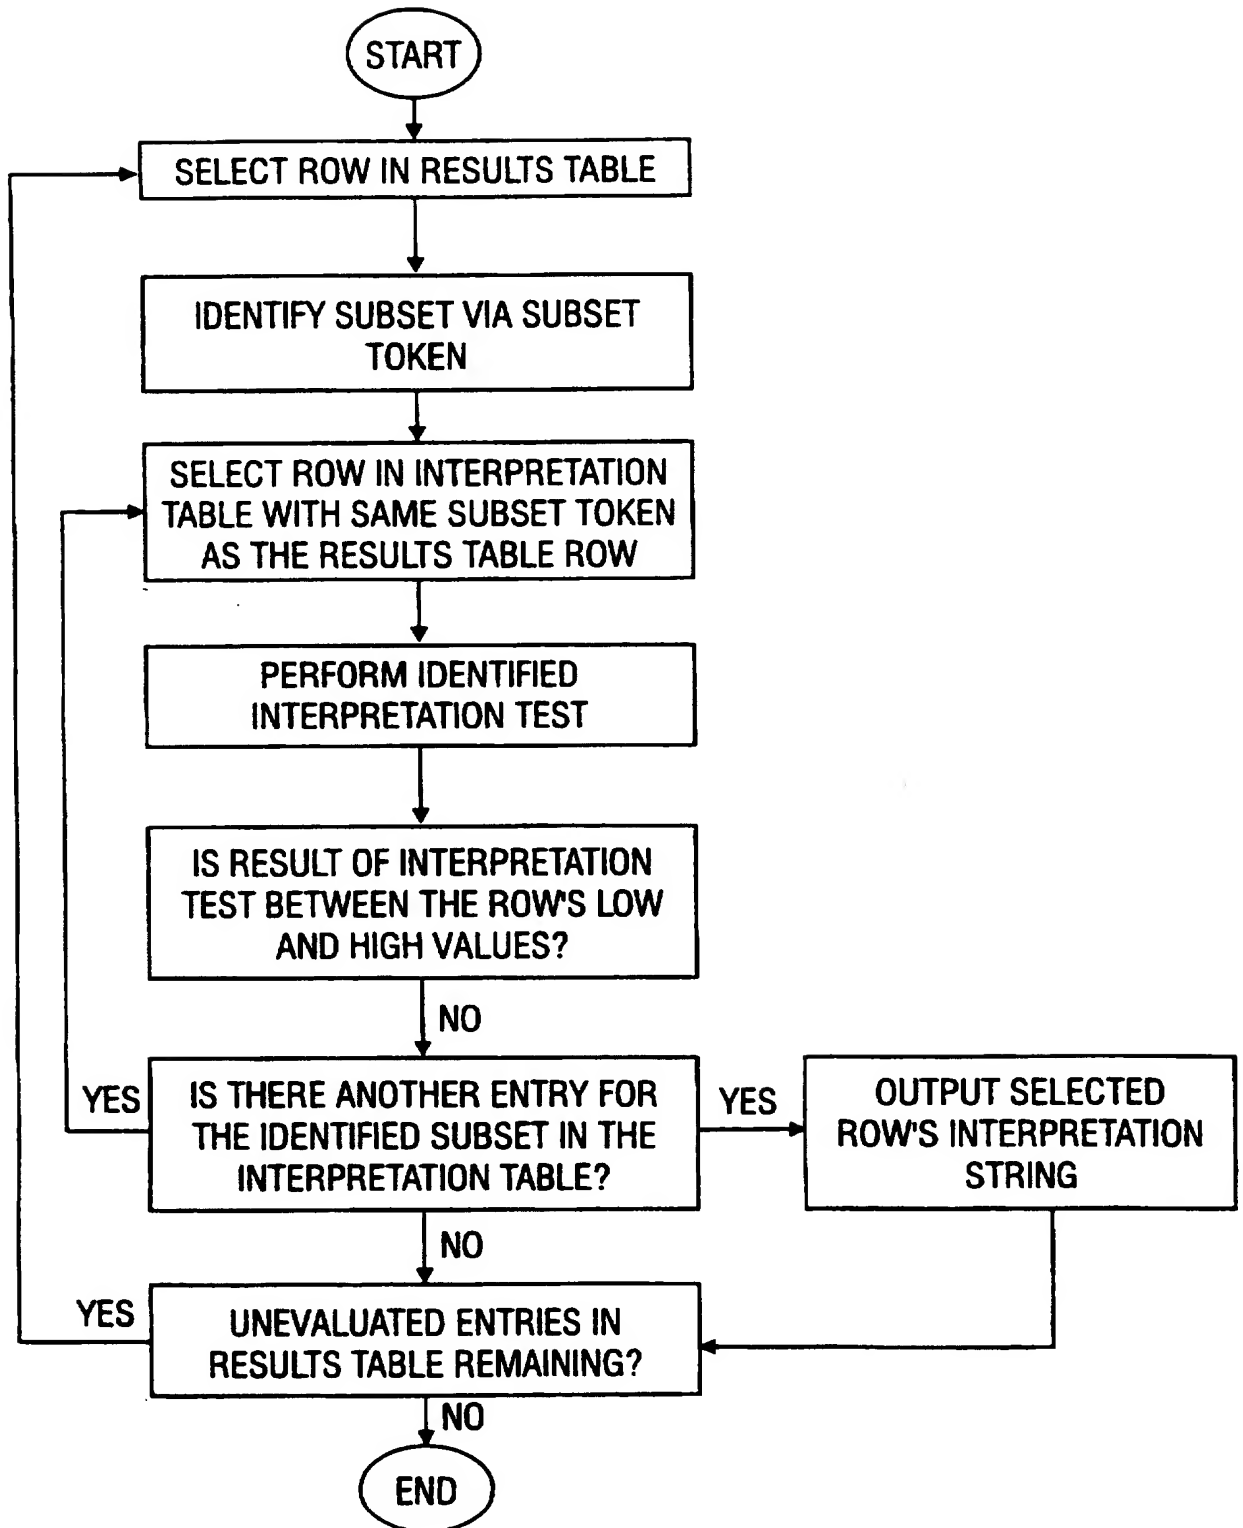 START
SELECT ROW IN RESULTS TABLE
IDENTIFY SUBSET VIA SUBSET
TOKEN
SELECT ROW IN INTERPRETATION
TABLE WITH SAME SUBSET TOKEN
AS THE RESULTS TABLE ROW
PERFORM IDENTIFIED
INTERPRETATION TEST
IS RESULT OF INTERPRETATION
TEST BETWEEN THE ROW'S LOW
AND HIGH VALUES?
NO
YES
IS THERE ANOTHER ENTRY FOR
THE IDENTIFIED SUBSET IN THE
INTERPRETATION TABLE?
YES
OUTPUT SELECTED
ROW'S INTERPRETATION
STRING
NO
YES
UNEVALUATED ENTRIES IN
RESULTS TABLE REMAINING?
NO
END